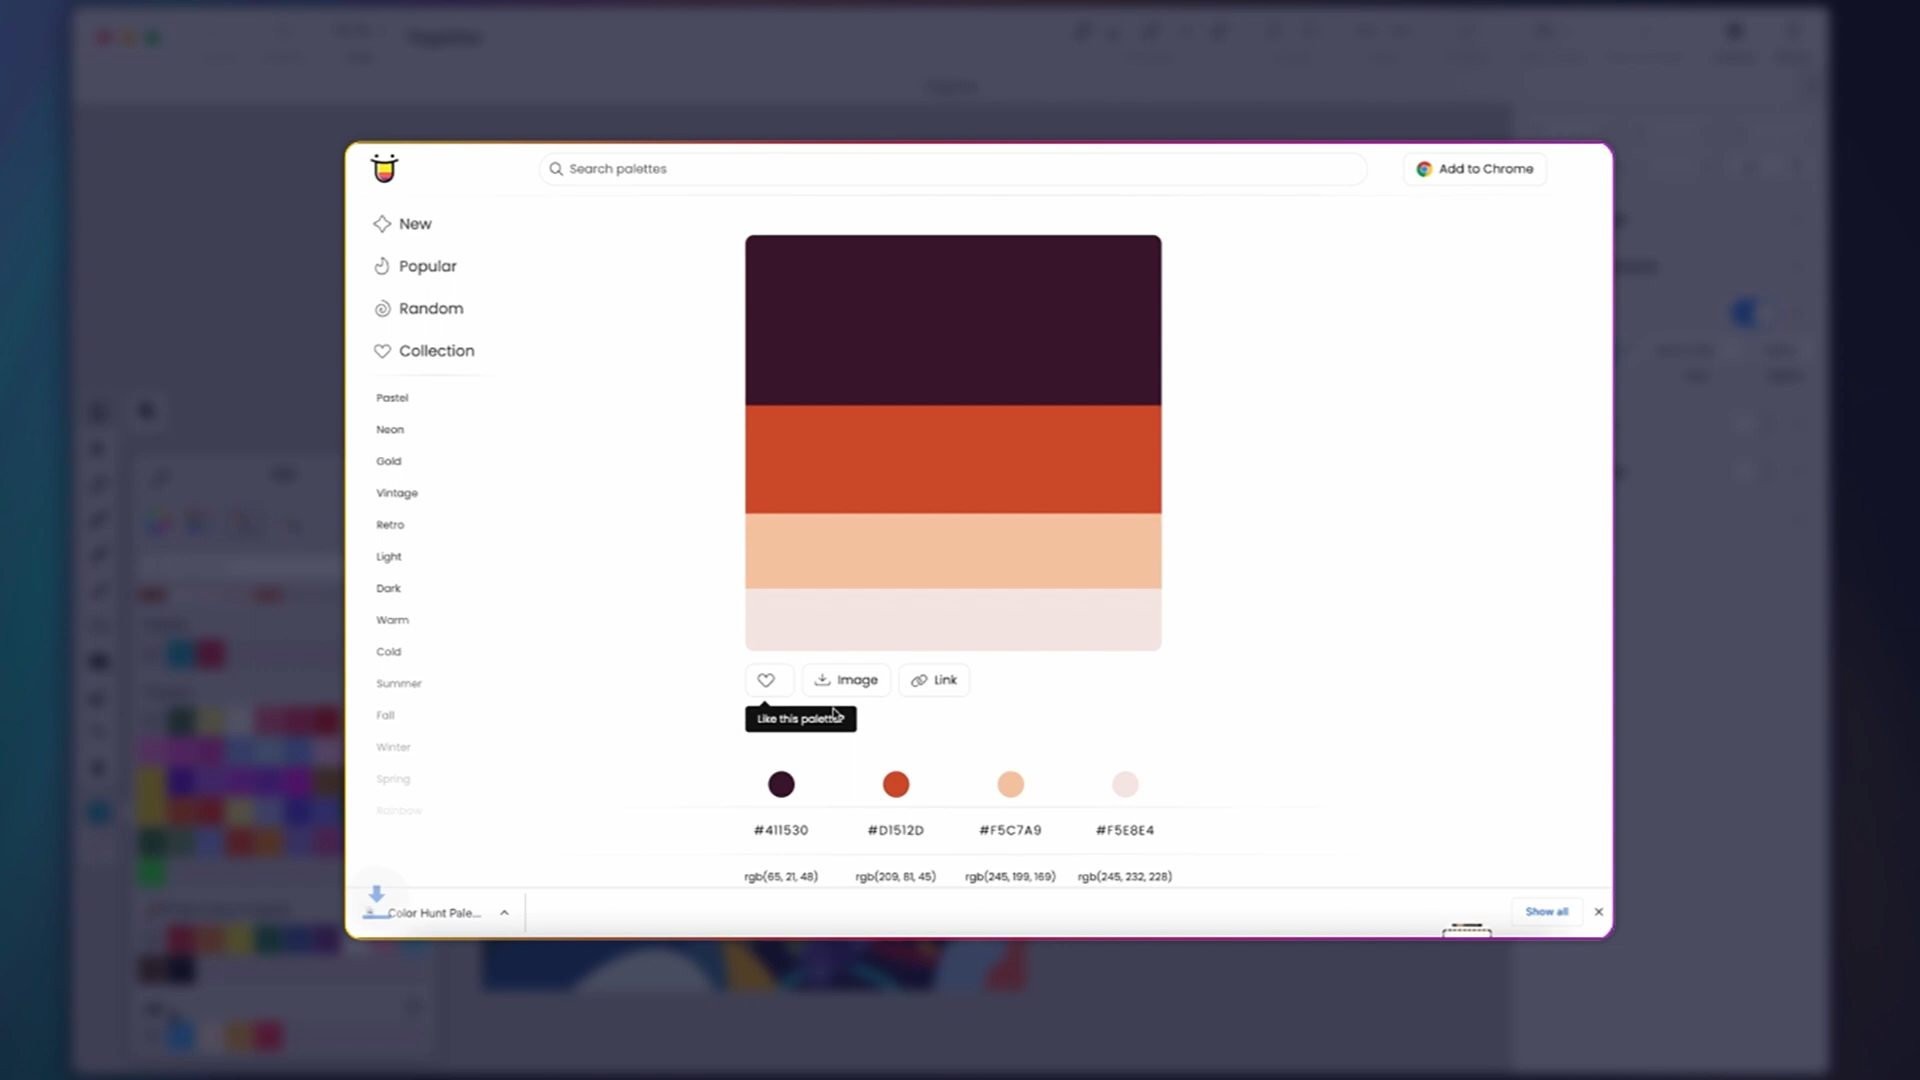 Search palettes
Add to Chrome
New
Popular
Random
Collection
Pastel
Neon
Gold
Vintage
Retro
Light
Dark
Warm
Cold
Summer
Fall
Winter
Spring
Rainbow
Image
Link
Like this palette?
#411530
#D1512D
#F5C7A9
#F5E8E4
rgb(65, 21, 48)
rgb(209, 81, 45)
rgb(245, 199, 169)
rgb(245, 232, 228)
Color Hunt Pale...
Show all